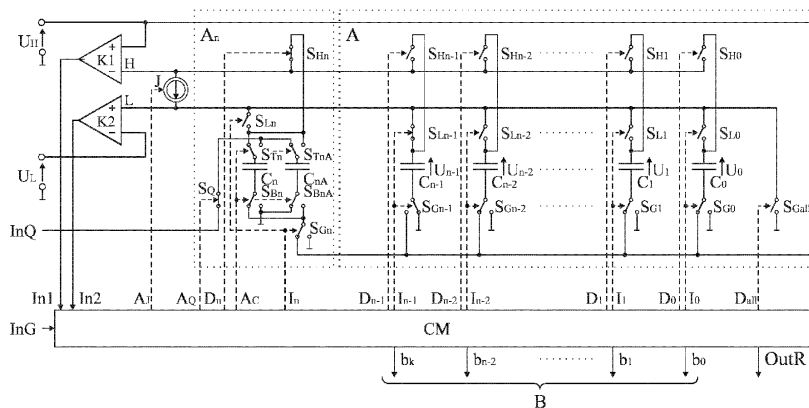 An A
UH K1 H SHn SHn-1 SHn-2 SH1 SH0
J
L
K2 SLn SLn-1 SLn-2 SL1 SL0
UL STn STnA
Cn CnA Cn-1 Un-1 Cn-2 C1 U1 C0 U0
SQ SBn SBnA
SGn SGn-1 SGn-2 SG1 SG0 SGall
InQ
In1 In2 AJ AQ Dn AC In Dn-1 In-1 Dn-2 In-2 D1 I1 D0 I0 Dall
InG CM
bk bn-2 b1 b0 OutR
B